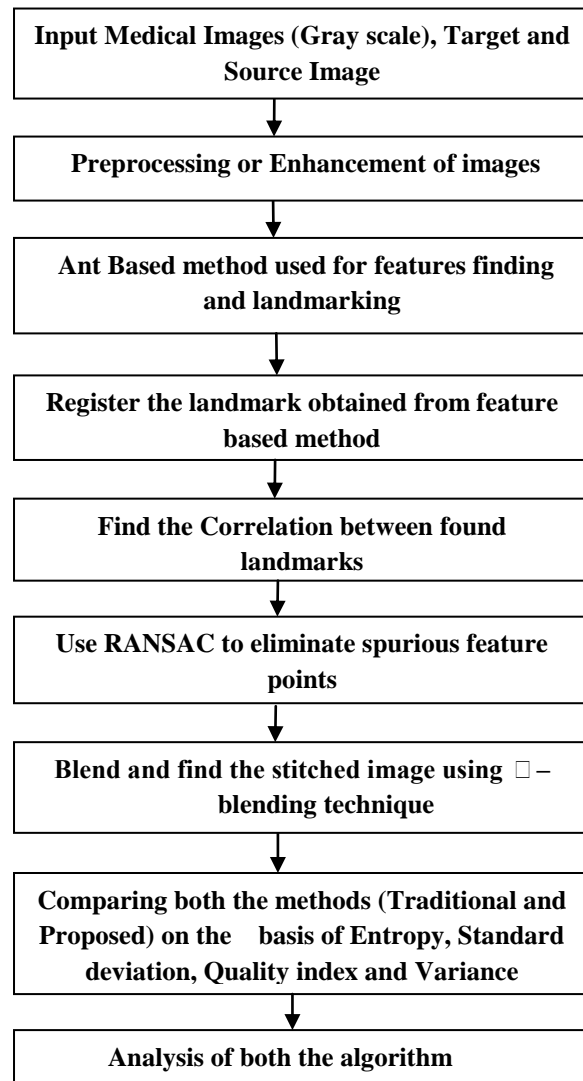 Input Medical Images (Gray scale), Target and
Source Image
Preprocessing or Enhancement of images
Ant Based method used for features finding
and landmarking
Register the landmark obtained from feature
based method
Find the Correlation between found
landmarks
Use RANSAC to eliminate spurious feature
points
Blend and find the stitched image using □ –
blending technique
Comparing both the methods (Traditional and
Proposed) on the basis of Entropy, Standard
deviation, Quality index and Variance
Analysis of both the algorithm